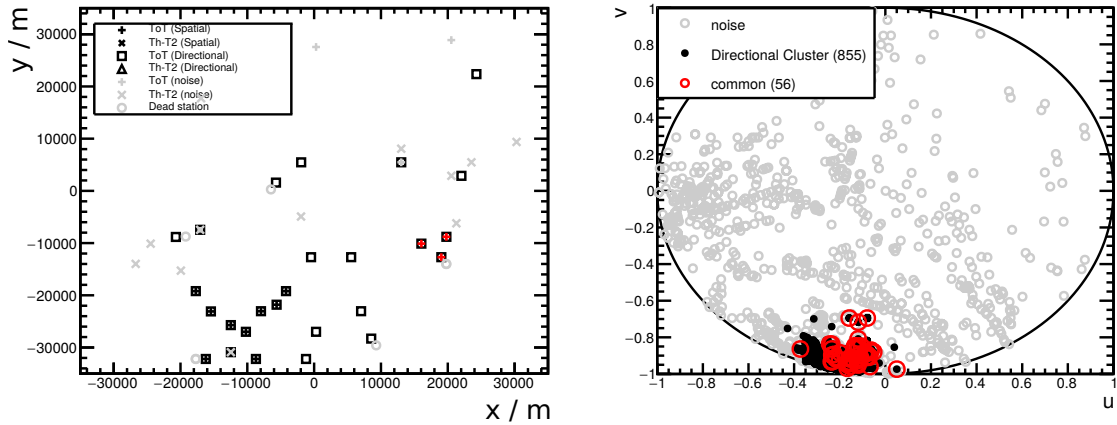 y / m
30000
20000
10000
0
−10000
−20000
−30000
ToT (Spatial)
Th-T2 (Spatial)
ToT (Directional)
Th-T2 (Directional)
ToT (noise)
Th-T2 (noise)
Dead station
−30000 −20000 −10000 0 10000 20000 30000
x / m
v
1
0.8
0.6
0.4
0.2
0
−0.2
−0.4
−0.6
−0.8
−1
noise
Directional Cluster (855)
common (56)
−1 −0.8 −0.6 −0.4 −0.2 0 0.2 0.4 0.6 0.8 1
u